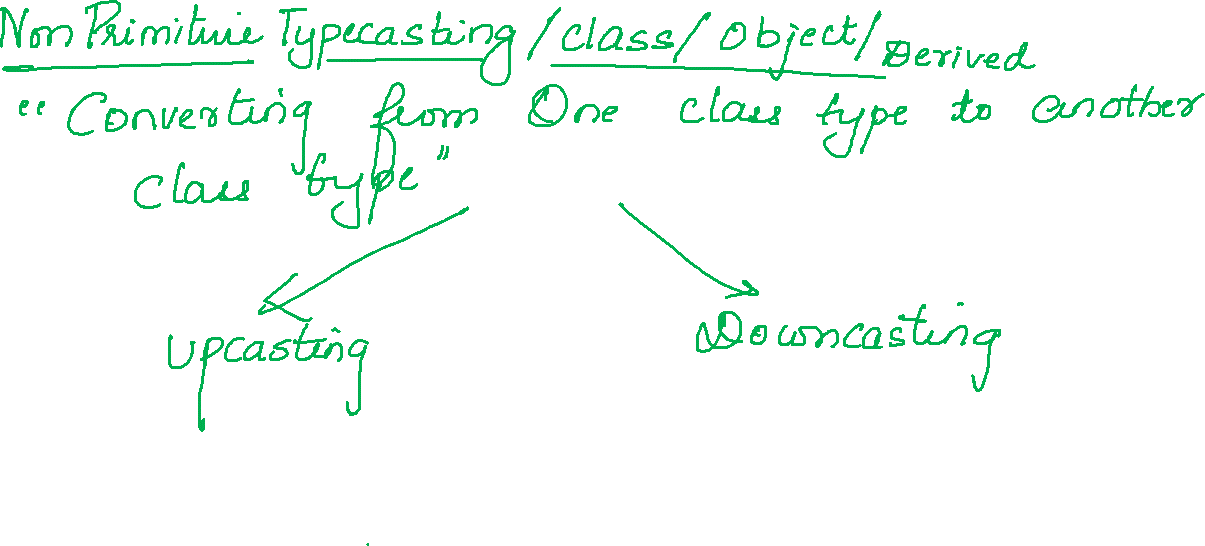 Non Primitive Typecasting/class/Object/Derived
"Converting from One class type to another
class type"
Upcasting Downcasting